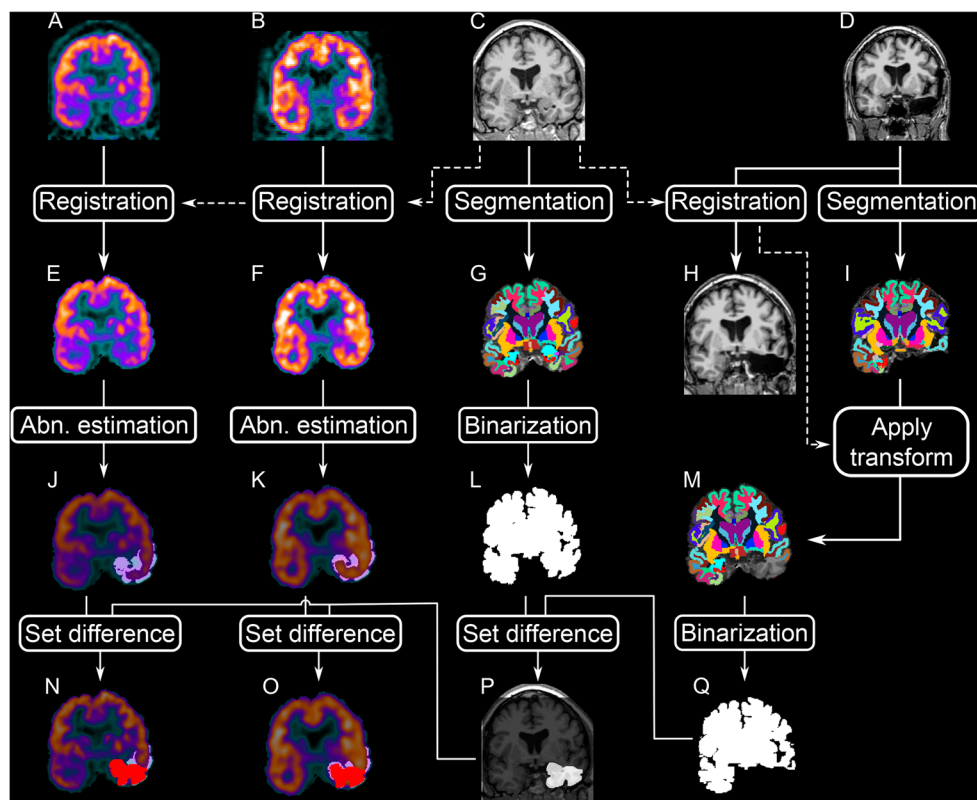 A
B
C
D
Registration
Registration
Segmentation
Registration
Segmentation
E
F
G
H
I
Abn. estimation
Abn. estimation
Binarization
Apply
transform
J
K
L
M
Set difference
Set difference
Set difference
Binarization
N
O
P
Q